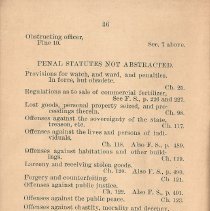 36
Obstructing officer,
Fine 10. Sec. 7 above.
PENAL STATUTES NOT ABSTRACTED.
Provisions for watch, and ward, and penalties.
In force, but obsolete. Ch. 25.
Regulations as to sale of commercial fertilizer.
See F. S., p. 226 and 227.
Lost goods, personal property seized, and pro-
ceedings therein. Ch. 98.
Offenses against the sovereignty of the state,
treason, etc. Ch. 117.
Offenses against the lives and persons of indi-
viduals, Ch. 118. Also F. S., p. 489.
Offenses against habitations and other build-
ings. Ch. 119.
Larceny and receiving stolen goods.
Ch. 120. Also F. S., p. 490.
Forgery and counterfeiting. Ch. 121.
Offenses against public justice.
Ch. 122. Also F. S., p. 491.
Offenses against the public peace. Ch. 123.
Offenses against chastity, morality and decency.